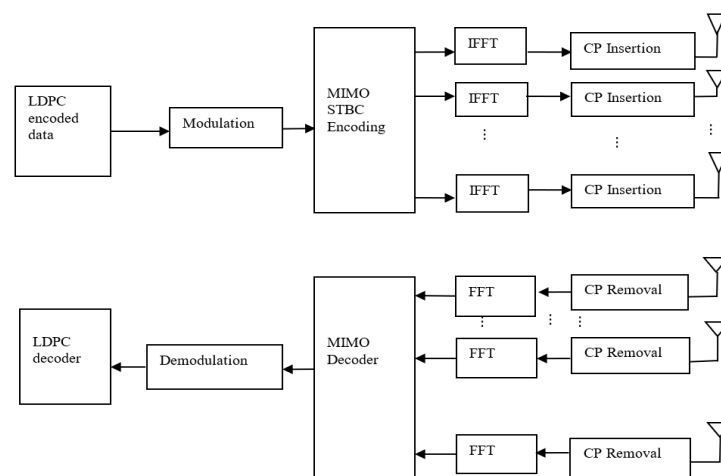 LDPC
encoded
data
Modulation
MIMO
STBC
Encoding
IFFT
CP Insertion
IFFT
CP Insertion
IFFT
CP Insertion
LDPC
decoder
Demodulation
MIMO
Decoder
FFT
CP Removal
FFT
CP Removal
FFT
CP Removal